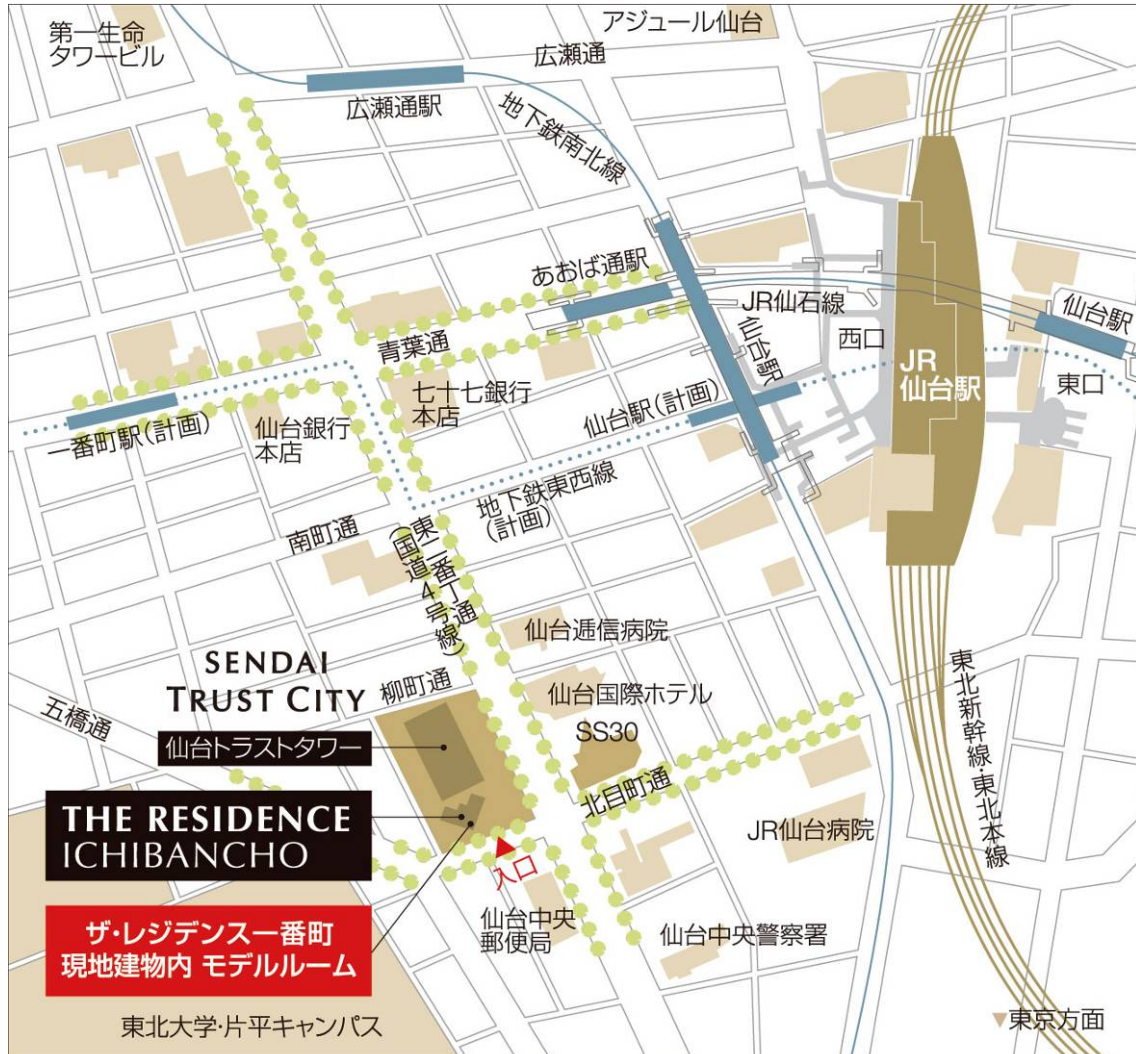 第一生命
タワービル
アジュール仙台
広瀬通
広瀬通駅
地下鉄南北線
あおば通駅
JR仙石線
仙台駅
西口
JR
仙台駅
仙台駅
東口
青葉通
七十七銀行
本店
仙台駅(計画)
一番町駅(計画)
仙台銀行
本店
地下鉄東西線
(計画)
南町通
東二番丁通
(国道4号線)
仙台逓信病院
SENDAI
TRUST CITY
柳町通
仙台国際ホテル
SS30
五橋通
仙台トラストタワー
北目町通
東北新幹線・東北本線
THE RESIDENCE
ICHIBANCHO
JR仙台病院
入口
仙台中央
郵便局
仙台中央警察署
ザ・レジデンス一番町
現地建物内 モデルルーム
東北大学・片平キャンパス
▼東京方面